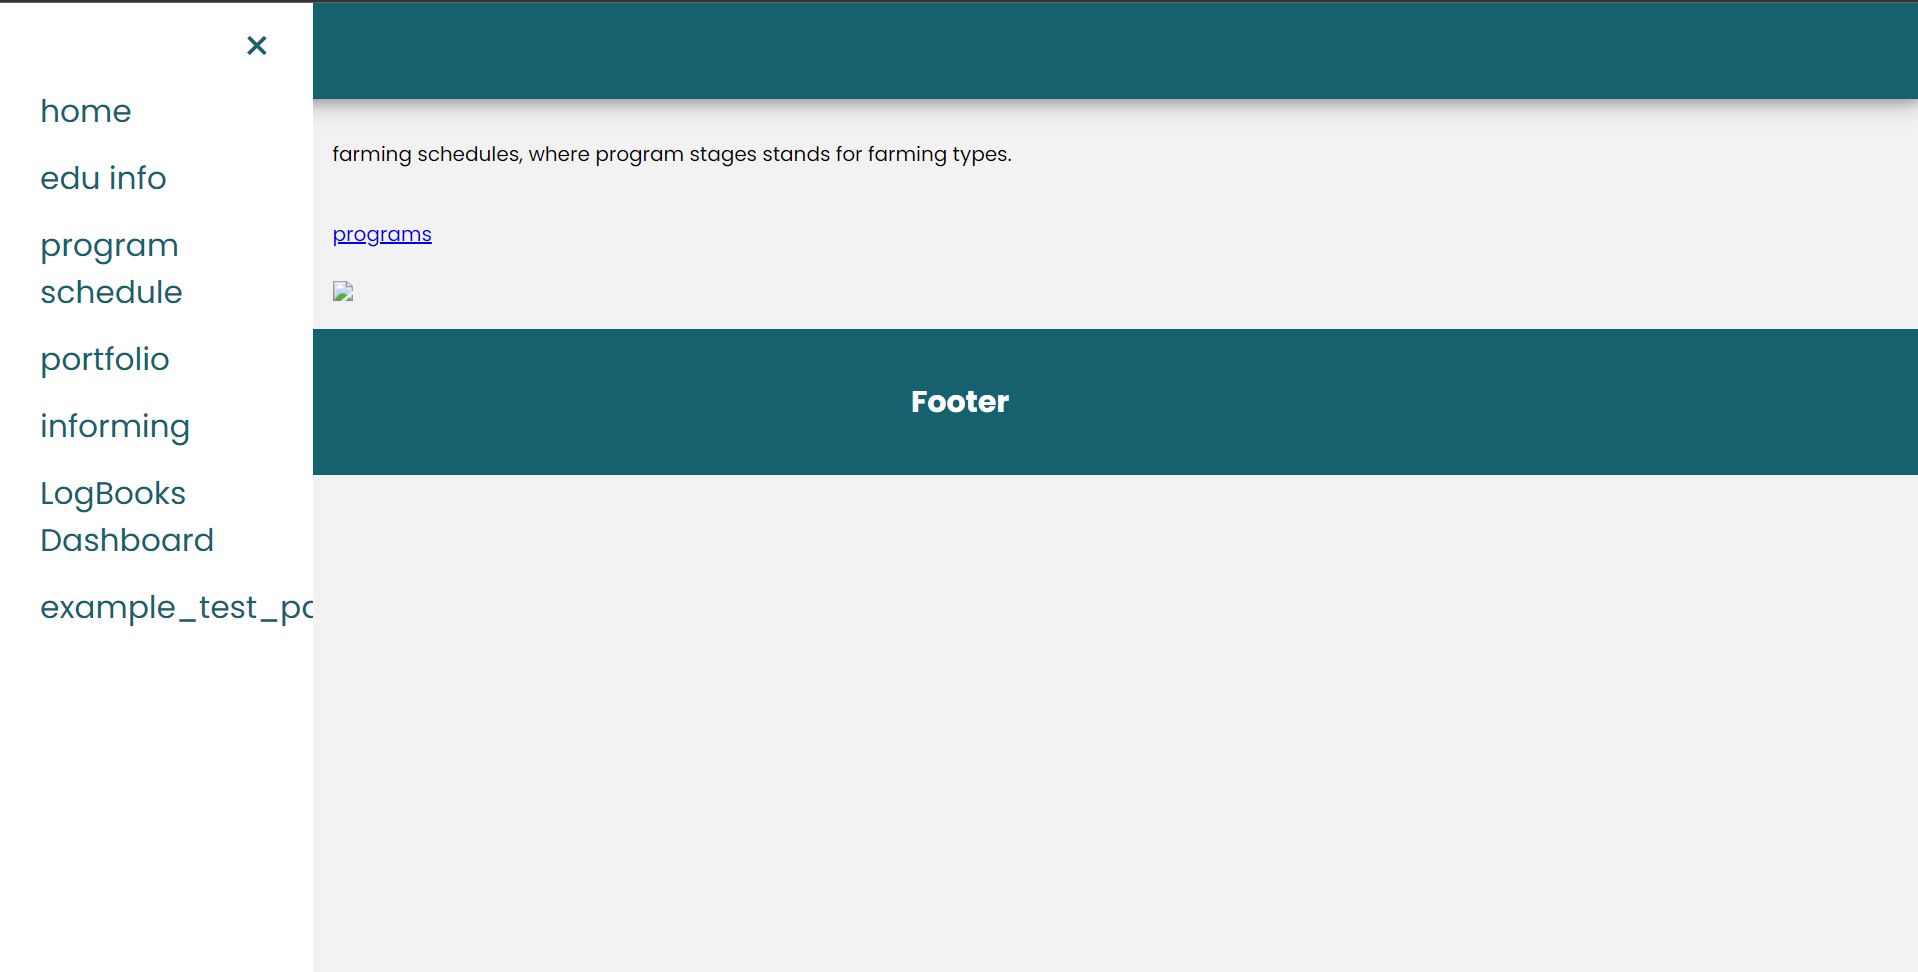 ×
home
edu info
program
schedule
portfolio
informing
LogBooks
Dashboard
example_test_pa
farming schedules, where program stages stands for farming types.
programs
Footer